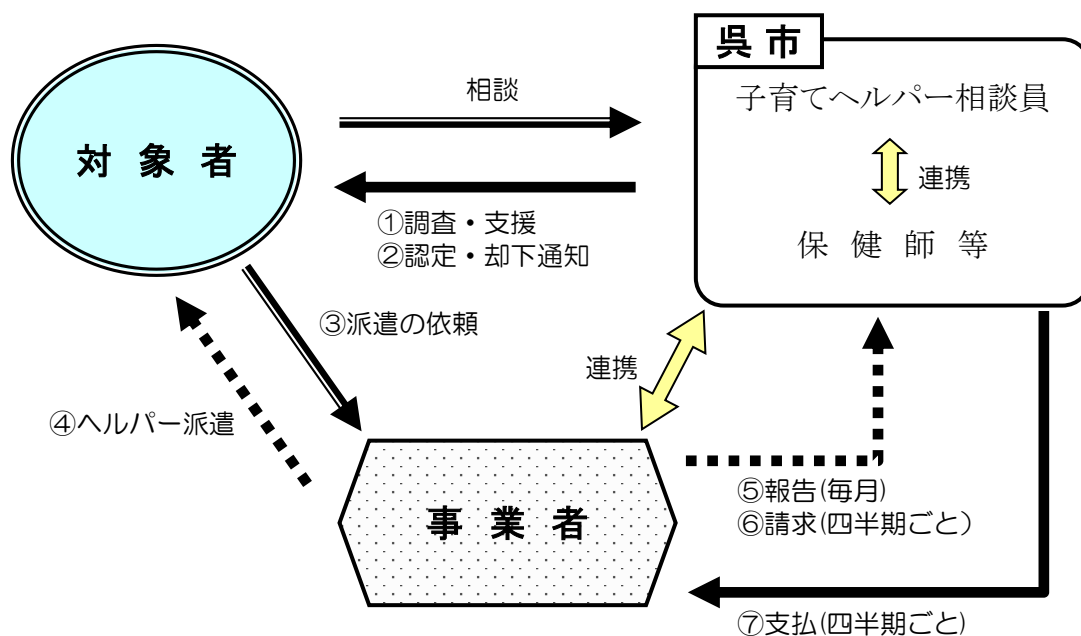 呉市
子育てヘルパー相談員
連携
保健師等
対象者
相談
①調査・支援
②認定・却下通知
③派遣の依頼
連携
④ヘルパー派遣
事業者
⑤報告(毎月)
⑥請求(四半期ごと）
⑦支払(四半期ごと)